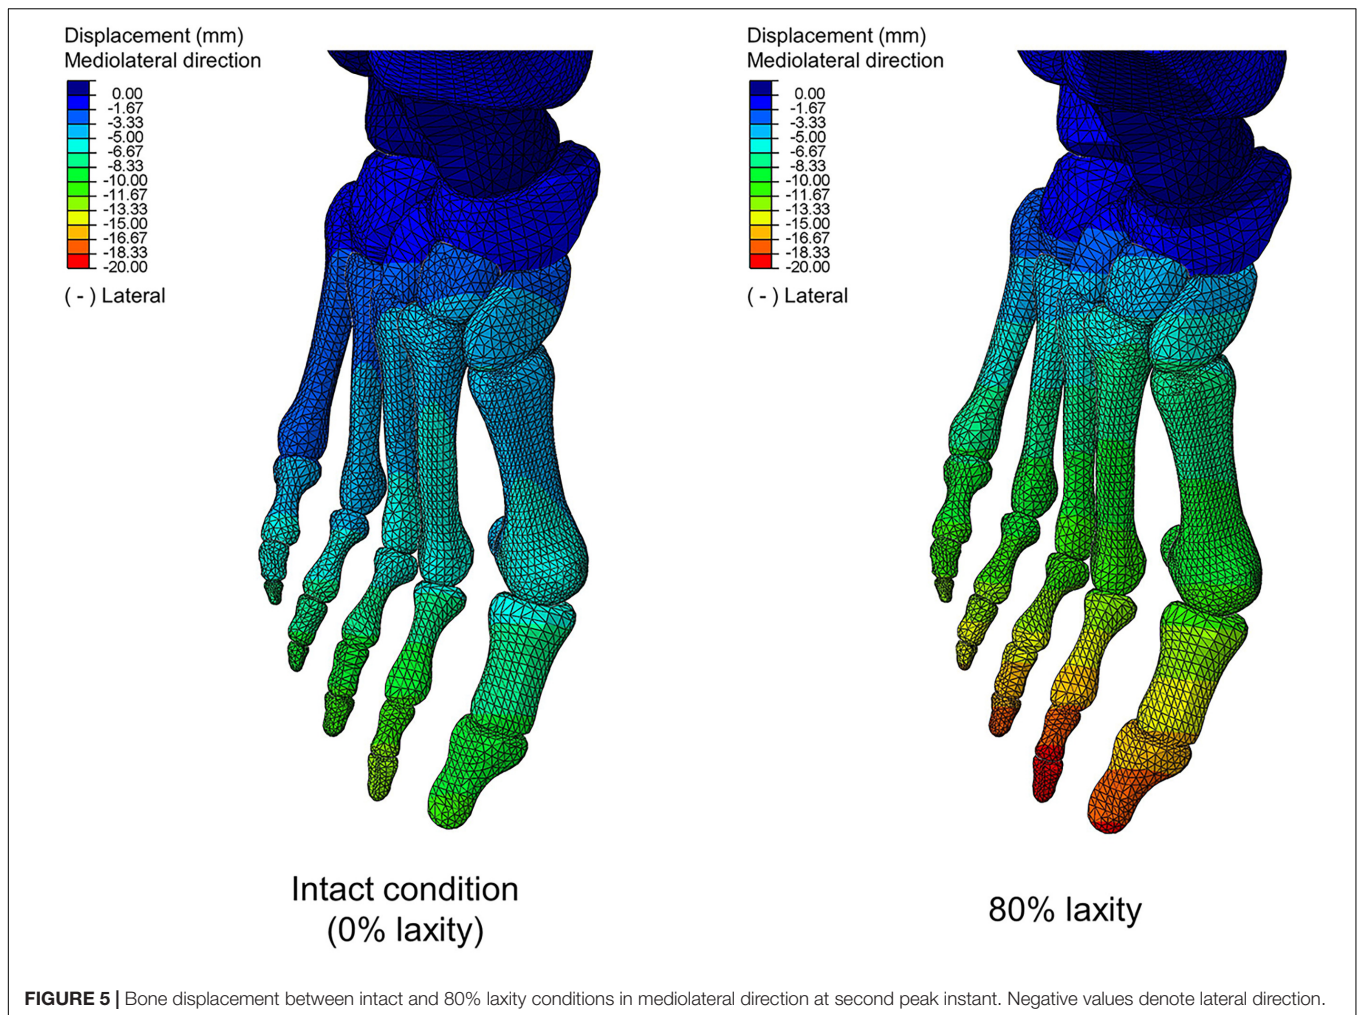 Displacement (mm)
Mediolateral direction
0.00
-1.67
-3.33
-5.00
-6.67
-8.33
-10.00
-11.67
-13.33
-15.00
-16.67
-18.33
-20.00
( - ) Lateral
Intact condition
(0% laxity)
Displacement (mm)
Mediolateral direction
0.00
-1.67
-3.33
-5.00
-6.67
-8.33
-10.00
-11.67
-13.33
-15.00
-16.67
-18.33
-20.00
( - ) Lateral
80% laxity
FIGURE 5 | Bone displacement between intact and 80% laxity conditions in mediolateral direction at second peak instant. Negative values denote lateral direction.